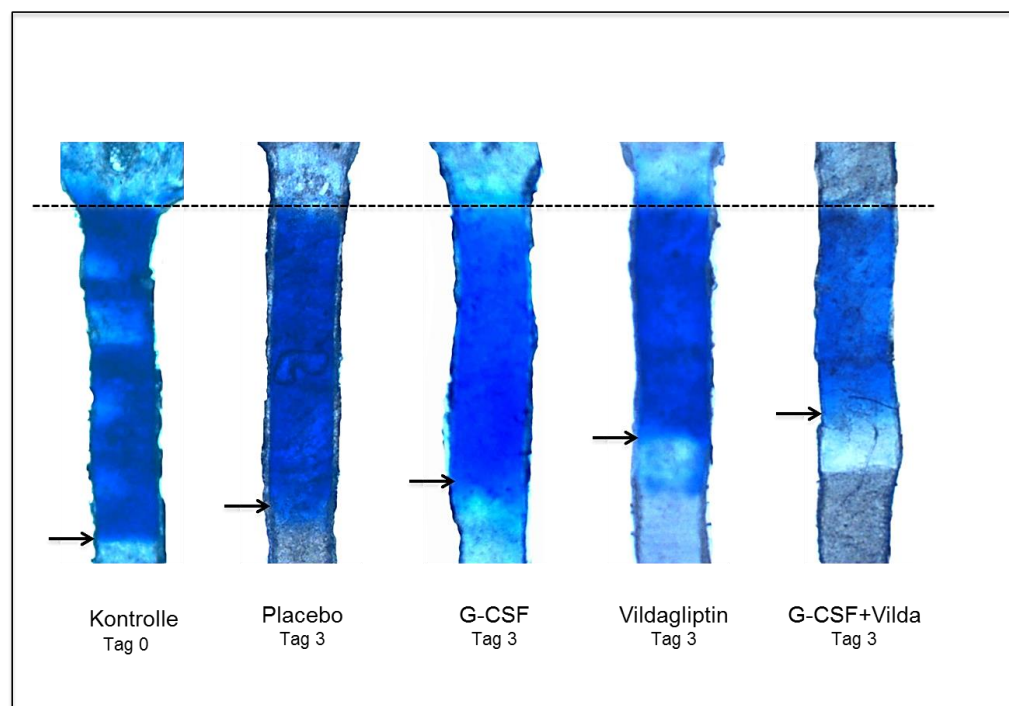 Kontrolle
Tag 0
Placebo
Tag 3
G-CSF
Tag 3
Vildagliptin
Tag 3
G-CSF+Vilda
Tag 3